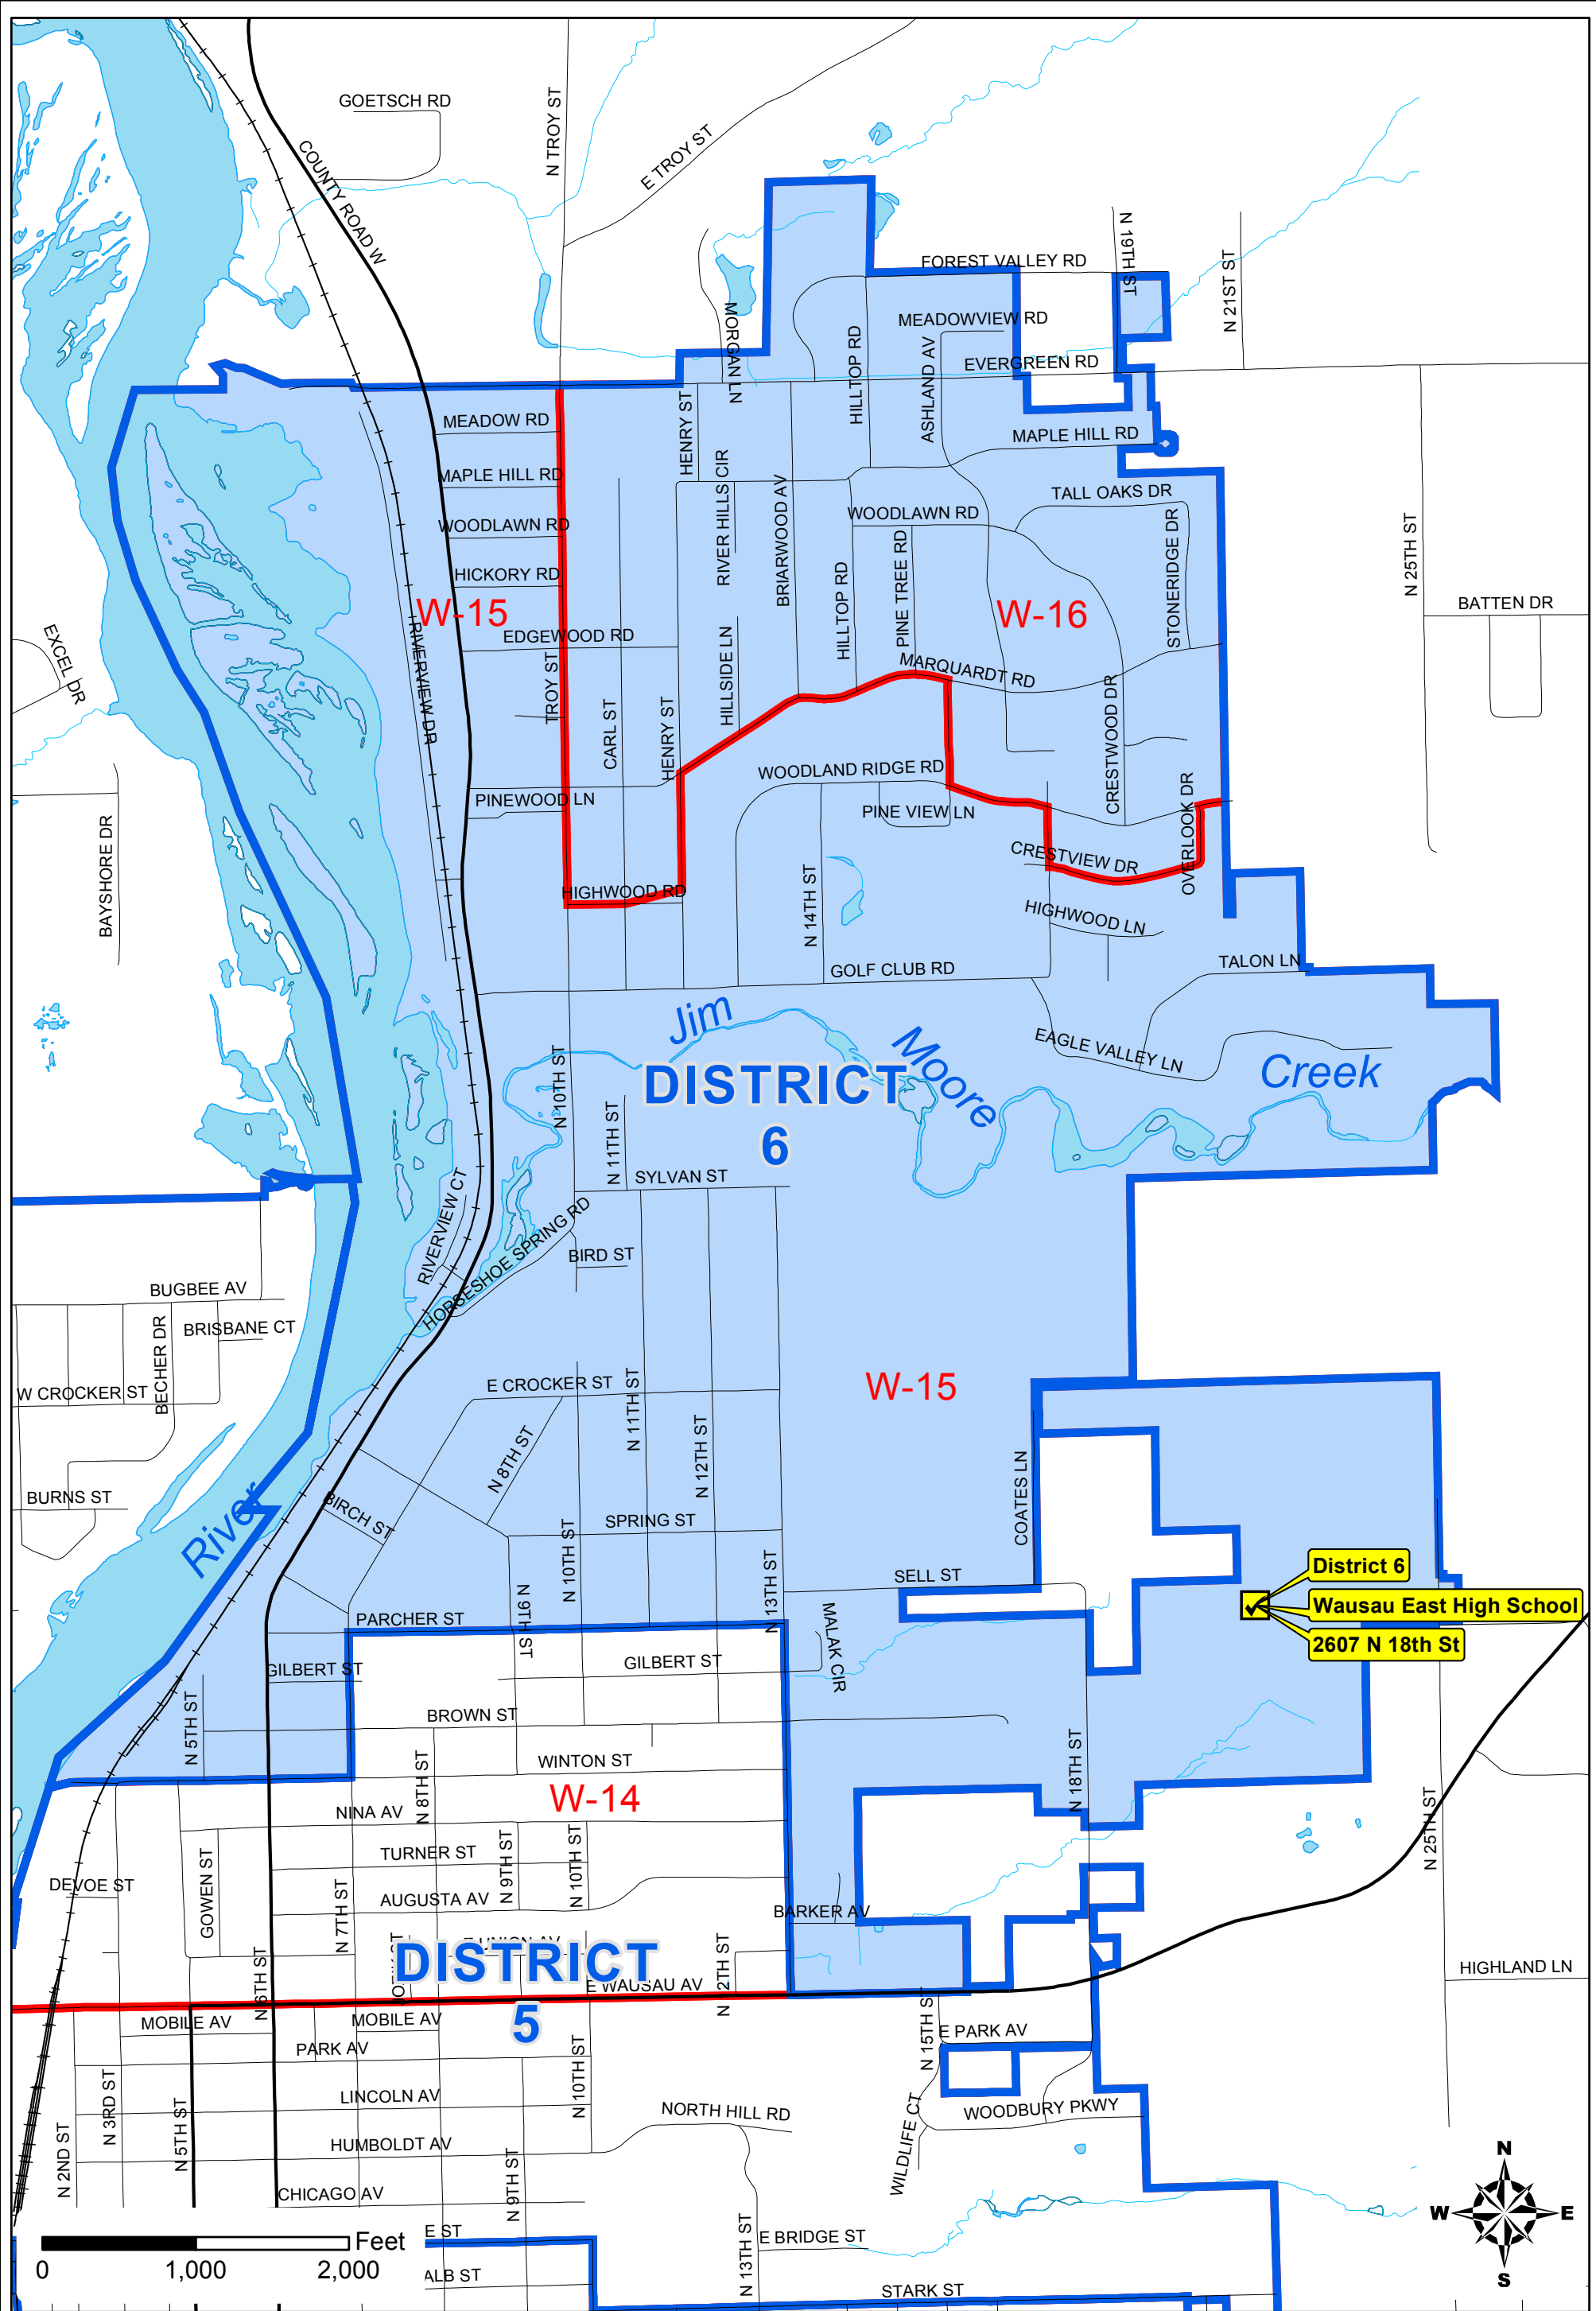 GOETSCH RD
COUNTY ROAD W
N TROY ST
E TROY ST
N 19TH ST
N 21ST ST
FOREST VALLEY RD
MORGAN LN
HILLTOP RD
MEADOWVIEW RD
ASHLAND AV
EVERGREEN RD
MEADOW RD
HENRY ST
MAPLE HILL RD
MAPLE HILL RD
RIVER HILLS CIR
BRIARWOOD AV
TALL OAKS DR
WOODLAWN RD
WOODLAWN RD
PINE TREE RD
STONERIDGE DR
N 25TH ST
HICKORY RD
HILLTOP RD
W-15
W-16
BATTEN DR
EXCEL DR
RIVERVIEW DR
EDGEWOOD RD
TROY ST
HILLSIDE LN
MARQUARDT RD
CARL ST
HENRY ST
CRESTWOOD DR
WOODLAND RIDGE RD
PINEWOOD LN
PINE VIEW LN
OVERLOOK DR
BAYSHORE DR
CRESTVIEW DR
HIGHWOOD RD
N 14TH ST
HIGHWOOD LN
GOLF CLUB RD
TALON LN
Jim
Moore
Creek
EAGLE VALLEY LN
N 10TH ST
DISTRICT
6
N 11TH ST
SYLVAN ST
RIVERVIEW CT
HORSESHOE SPRING RD
BIRD ST
BUGBEE AV
BRISBANE CT
BECHER DR
W CROCKER ST
E CROCKER ST
W-15
N 11TH ST
N 12TH ST
N 8TH ST
COATES LN
BURNS ST
River
BIRCH ST
SPRING ST
N 10TH ST
N 13TH ST
N 9TH ST
SELL ST
District 6
Wausau East High School
2607 N 18th St
PARCHER ST
MALAK CIR
GILBERT ST
GILBERT ST
N 5TH ST
BROWN ST
N 18TH ST
WINTON ST
N 8TH ST
W-14
NINA AV
N 25TH ST
TURNER ST
GOWEN ST
N 9TH ST
N 10TH ST
DEVOE ST
N 7TH ST
AUGUSTA AV
BARKER AV
E UNION AV
DISTRICT
5
N 6TH ST
E WAUSAU AV
N 12TH ST
HIGHLAND LN
MOBILE AV
MOBILE AV
N 15TH ST
E PARK AV
PARK AV
N 3RD ST
N 5TH ST
LINCOLN AV
N 10TH ST
NORTH HILL RD
WILDLIFE CT
WOODBURY PKWY
N 2ND ST
HUMBOLDT AV
N 9TH ST
CHICAGO AV
N 13TH ST
E BRIDGE ST
E ST
ALB ST
STARK ST
Feet
0 1,000 2,000
N
W E
S